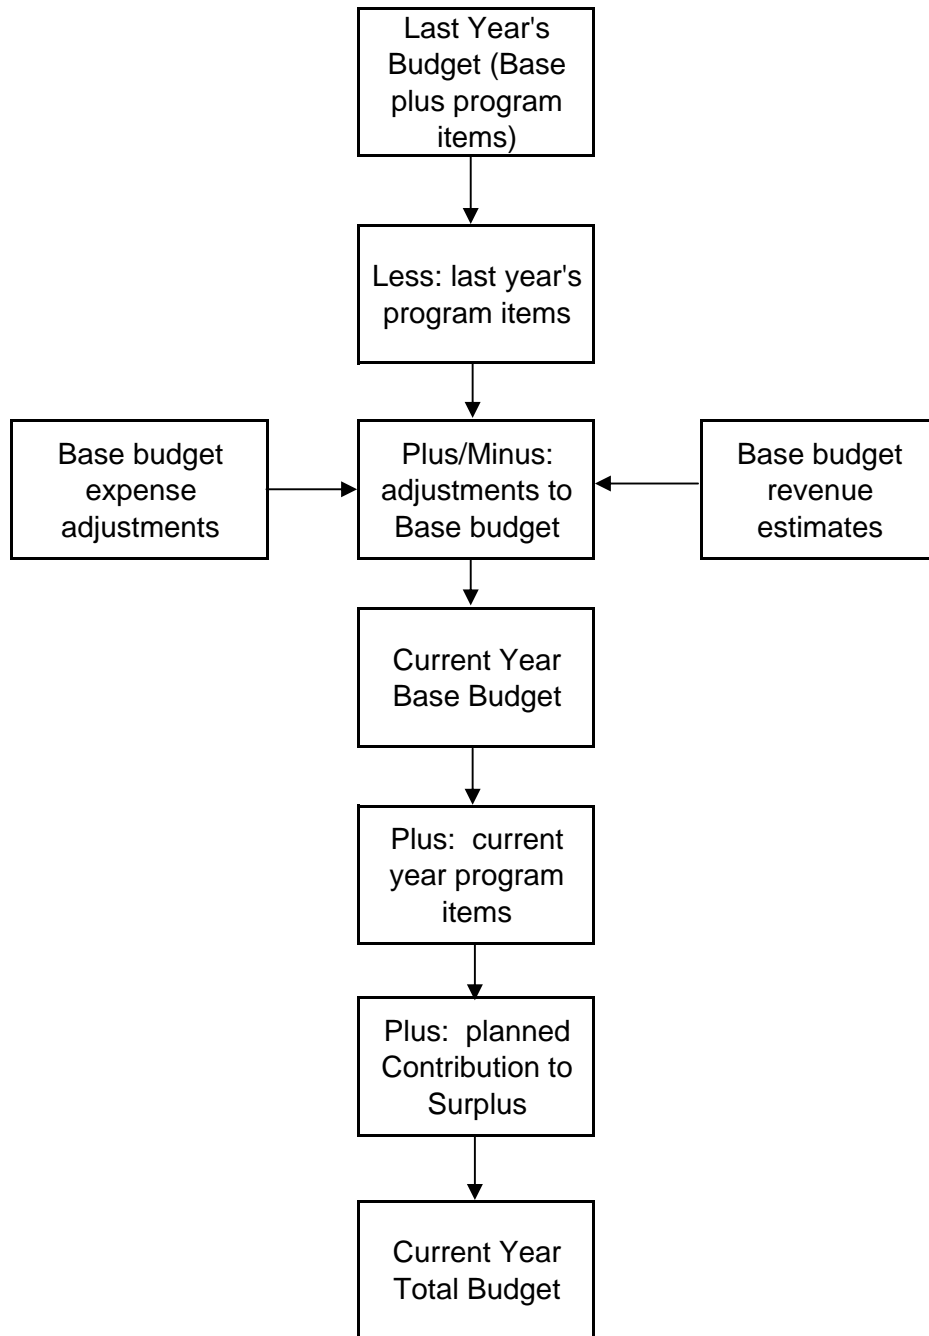 Last Year's
Budget (Base
plus program
items)
Less: last year's
program items
Base budget
expense
adjustments
Plus/Minus:
adjustments to
Base budget
Base budget
revenue
estimates
Current Year
Base Budget
Plus:  current
year program
items
Plus:  planned
Contribution to
Surplus
Current Year
Total Budget